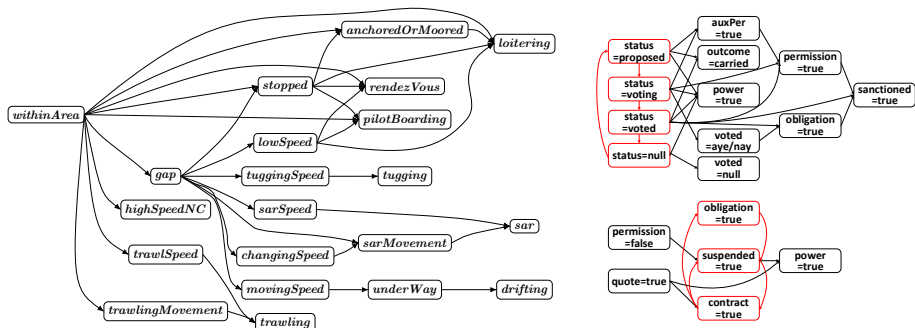 anchoredOrMoored
loitering
stopped
rendezVous
withinArea
pilotBoarding
lowSpeed
gap
tuggingSpeed
tugging
highSpeedNC
sarSpeed
sar
sarMovement
trawlSpeed
changingSpeed
movingSpeed
underWay
drifting
trawlingMovement
trawling
auxPer
=true
status
=proposed
outcome
=carried
permission
=true
status
=voting
power
=true
sanctioned
=true
status
=voted
obligation
=true
voted
=aye/nay
status=null
voted
=null
obligation
=true
permission
=false
suspended
=true
power
=true
quote=true
contract
=true